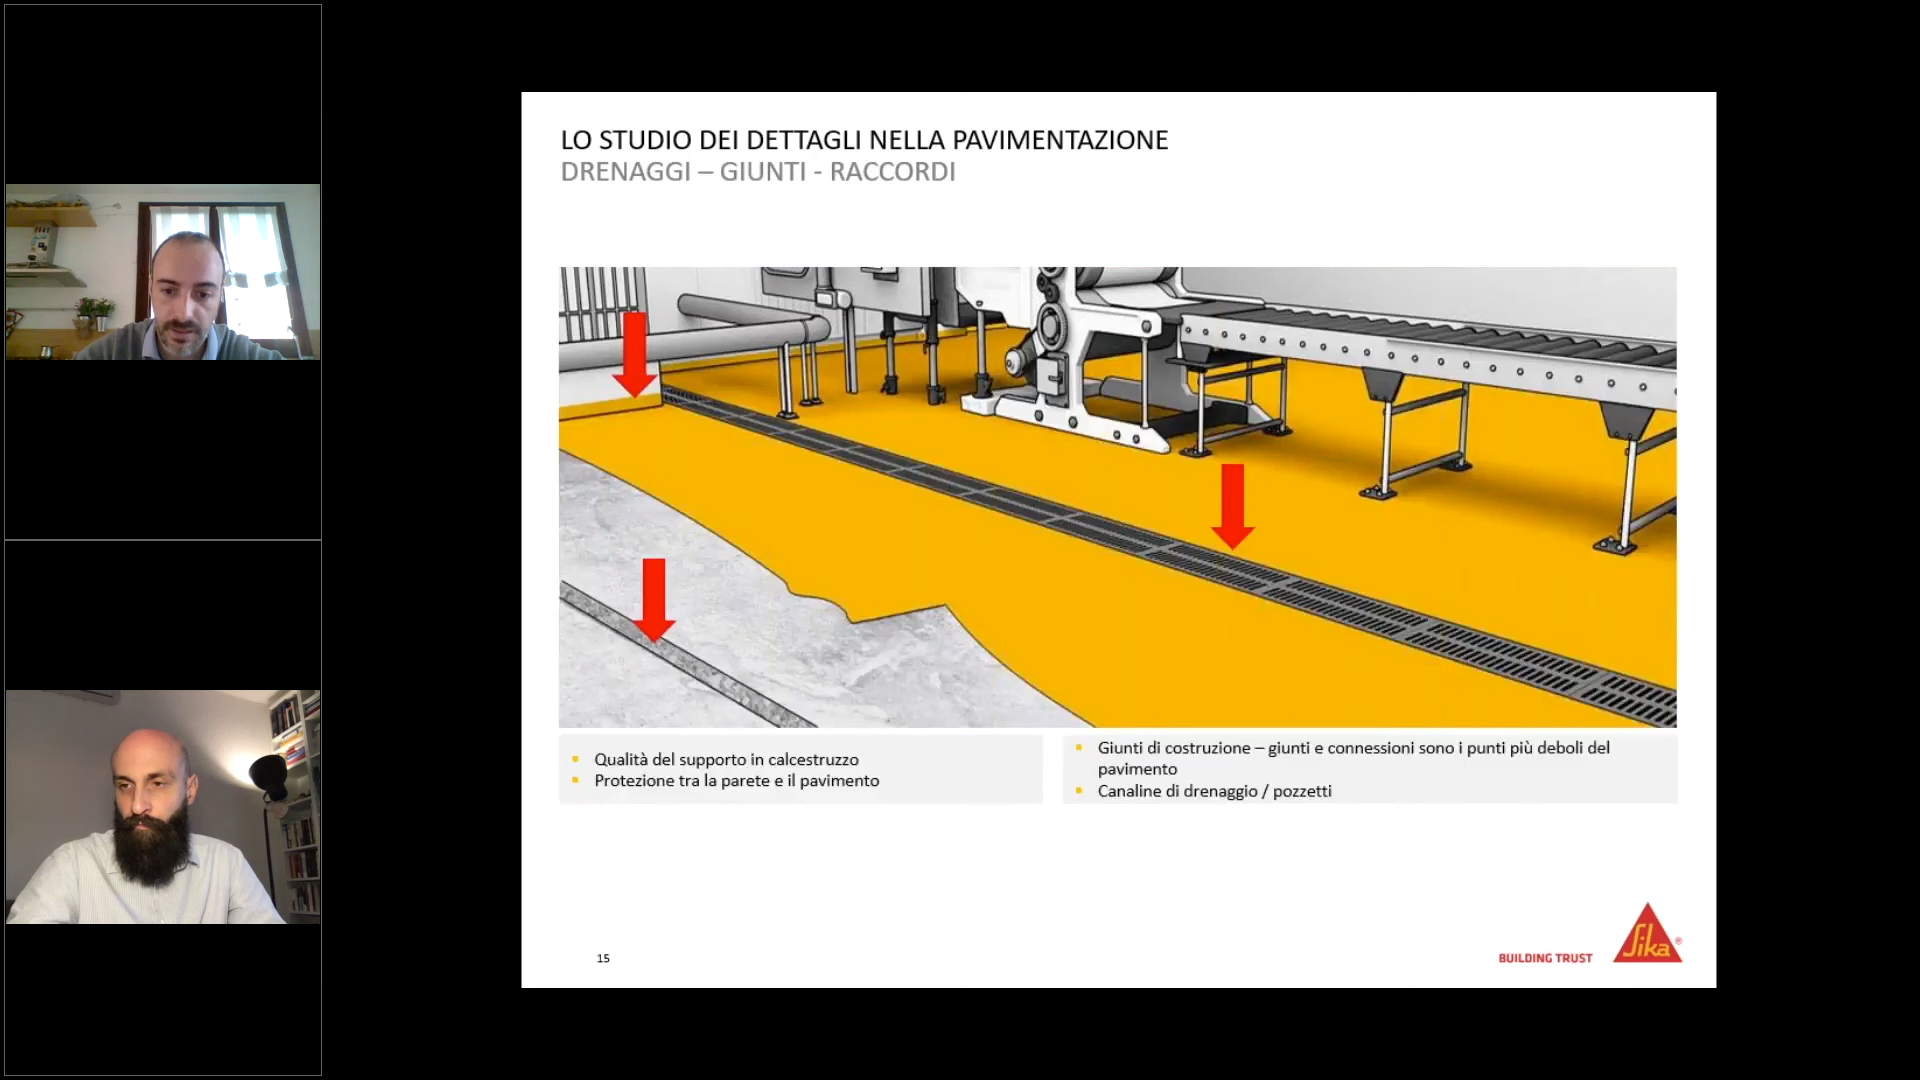 LO STUDIO DEI DETTAGLI NELLA PAVIMENTAZIONE
DRENAGGI – GIUNTI - RACCORDI
Qualità del supporto in calcestruzzo
Protezione tra la parete e il pavimento
Giunti di costruzione – giunti e connessioni sono i punti più deboli del
pavimento
Canaline di drenaggio / pozzetti
15
BUILDING TRUST
Sika®